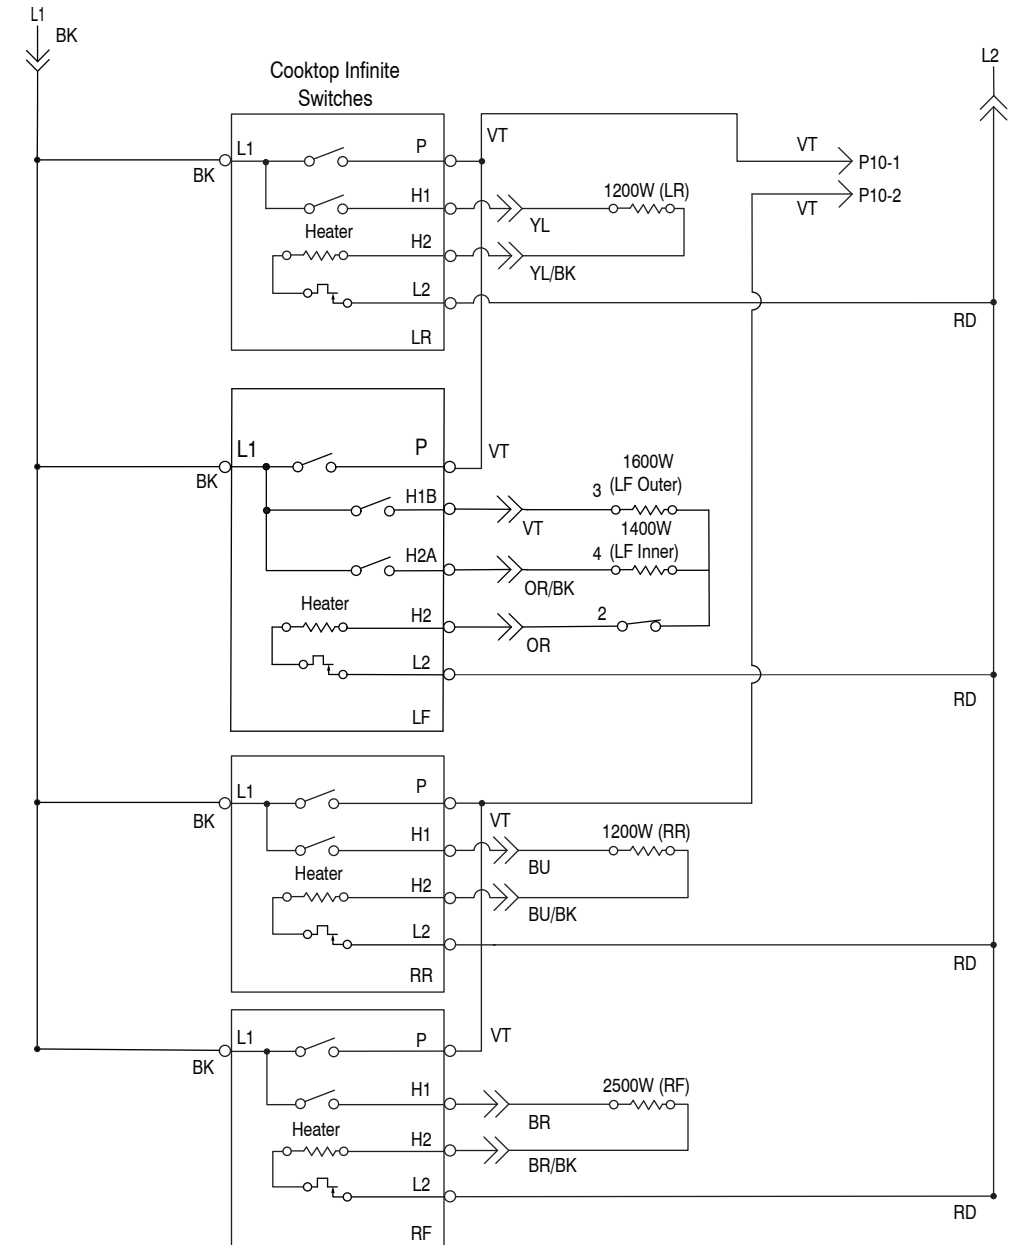 L1
BK
L2
Cooktop Infinite
Switches
L1
P
VT
VT
P10-1
BK
1200W (LR)
P10-2
H1
VT
YL
Heater
H2
YL/BK
L2
RD
LR
L1
P
VT
BK
1600W
3 (LF Outer)
H1B
VT
1400W
4 (LF Inner)
H2A
OR/BK
Heater
H2
2
OR
L2
RD
LF
L1
P
BK
VT
H1
1200W (RR)
BU
Heater
H2
BU/BK
L2
RD
RR
L1
P
VT
BK
H1
2500W (RF)
BR
Heater
H2
BR/BK
L2
RD
RF